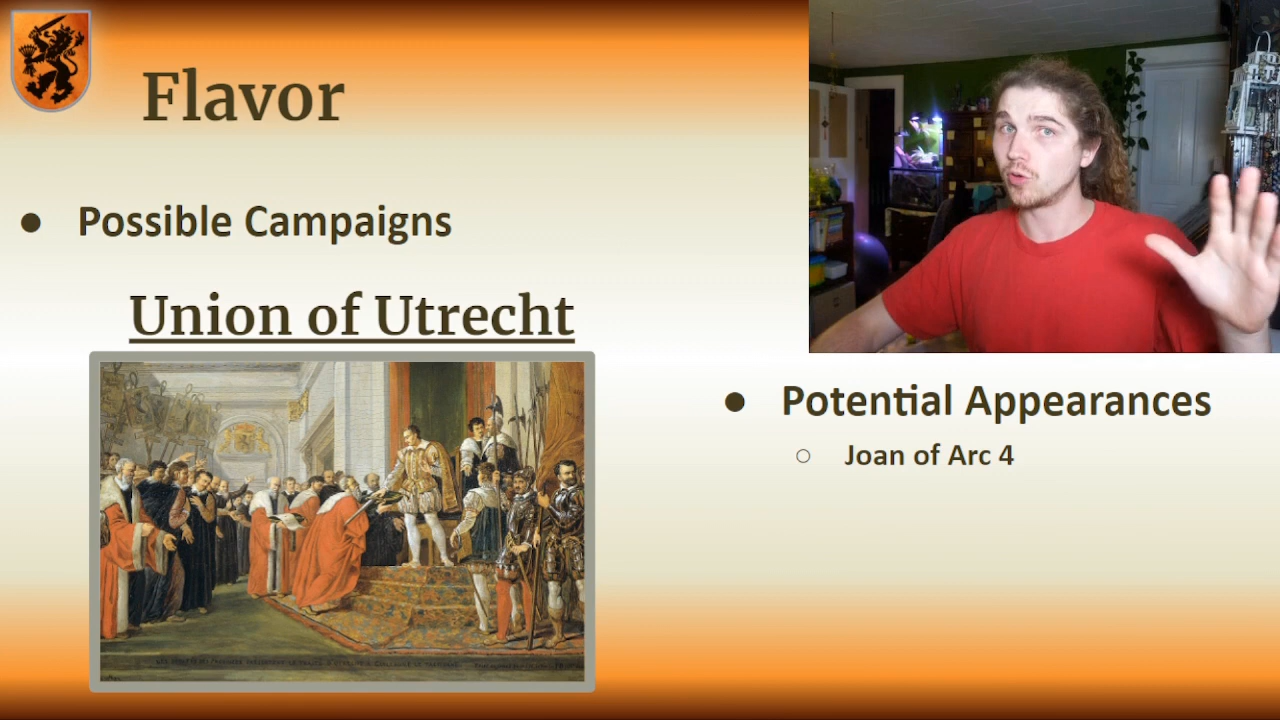 Flavor
● Possible Campaigns
Union of Utrecht
● Potential Appearances
○ Joan of Arc 4